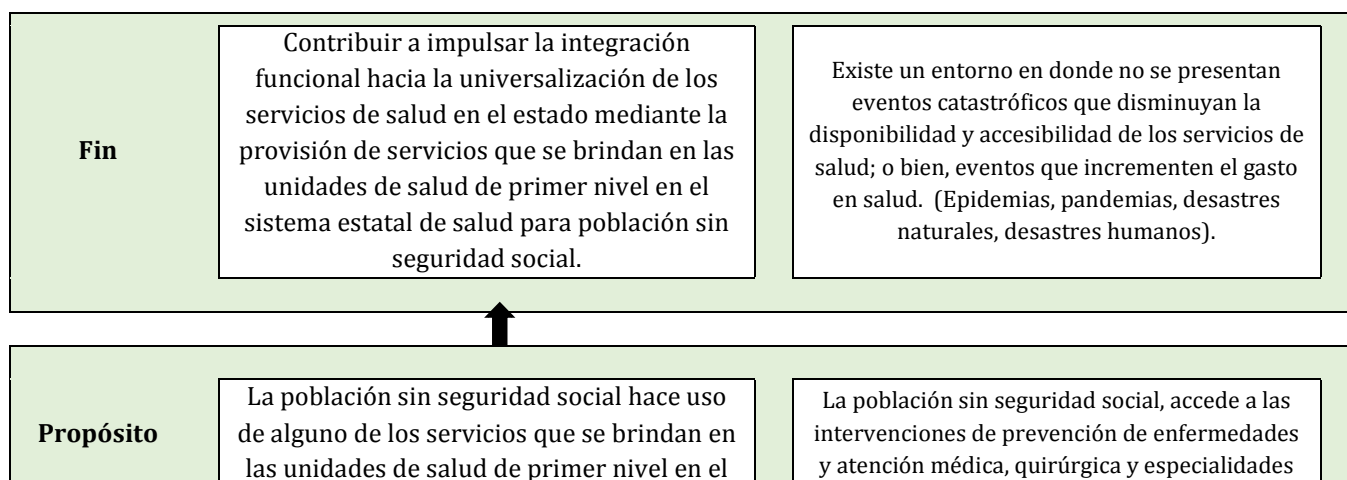 Fin
Contribuir a impulsar la integración
funcional hacia la universalización de los
servicios de salud en el estado mediante la
provisión de servicios que se brindan en las
unidades de salud de primer nivel en el
sistema estatal de salud para población sin
seguridad social.
Existe un entorno en donde no se presentan
eventos catastróficos que disminuyan la
disponibilidad y accesibilidad de los servicios de
salud; o bien, eventos que incrementen el gasto
en salud. (Epidemias, pandemias, desastres
naturales, desastres humanos).
Propósito
La población sin seguridad social hace uso
de alguno de los servicios que se brindan en
las unidades de salud de primer nivel en el
La población sin seguridad social, accede a las
intervenciones de prevención de enfermedades
y atención médica, quirúrgica y especialidades